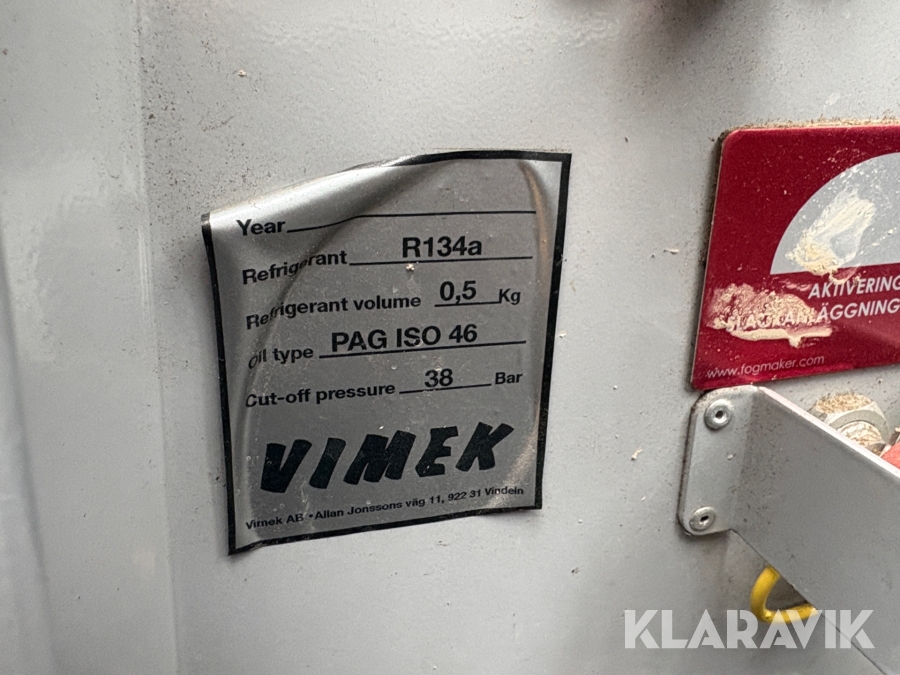 Year
Refrigerant R134a
Refrigerant volume 0,5 Kg
Oil type PAG ISO 46
Cut-off pressure 38 Bar
VIMEK
Vimek AB • Allan Jonssons väg 11, 922 31 Vindeln
AKTIVERING
SLÄCKANLÄGGNING
www.fogmaker.com
KLARAVIK